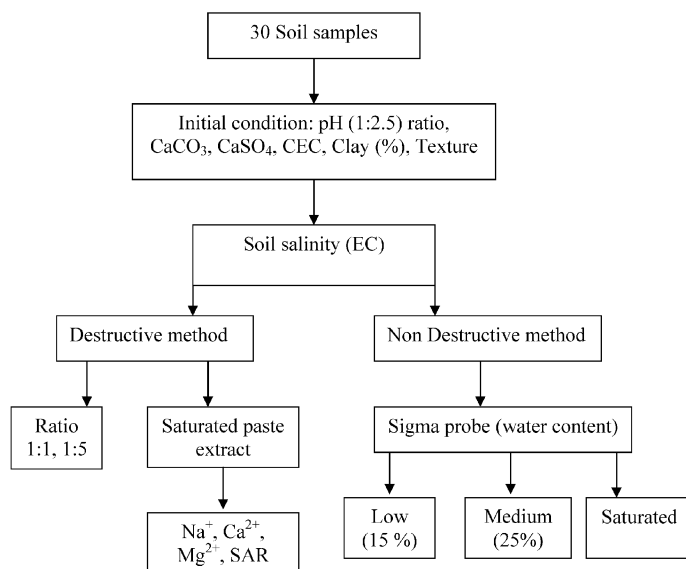 30 Soil samples
Initial condition: pH (1:2.5) ratio,
CaCO₃, CaSO₄, CEC, Clay (%), Texture
Soil salinity (EC)
Destructive method
Non Destructive method
Ratio
1:1, 1:5
Saturated paste
extract
Sigma probe (water content)
Na⁺, Ca²⁺,
Mg²⁺, SAR
Low
(15 %)
Medium
(25%)
Saturated